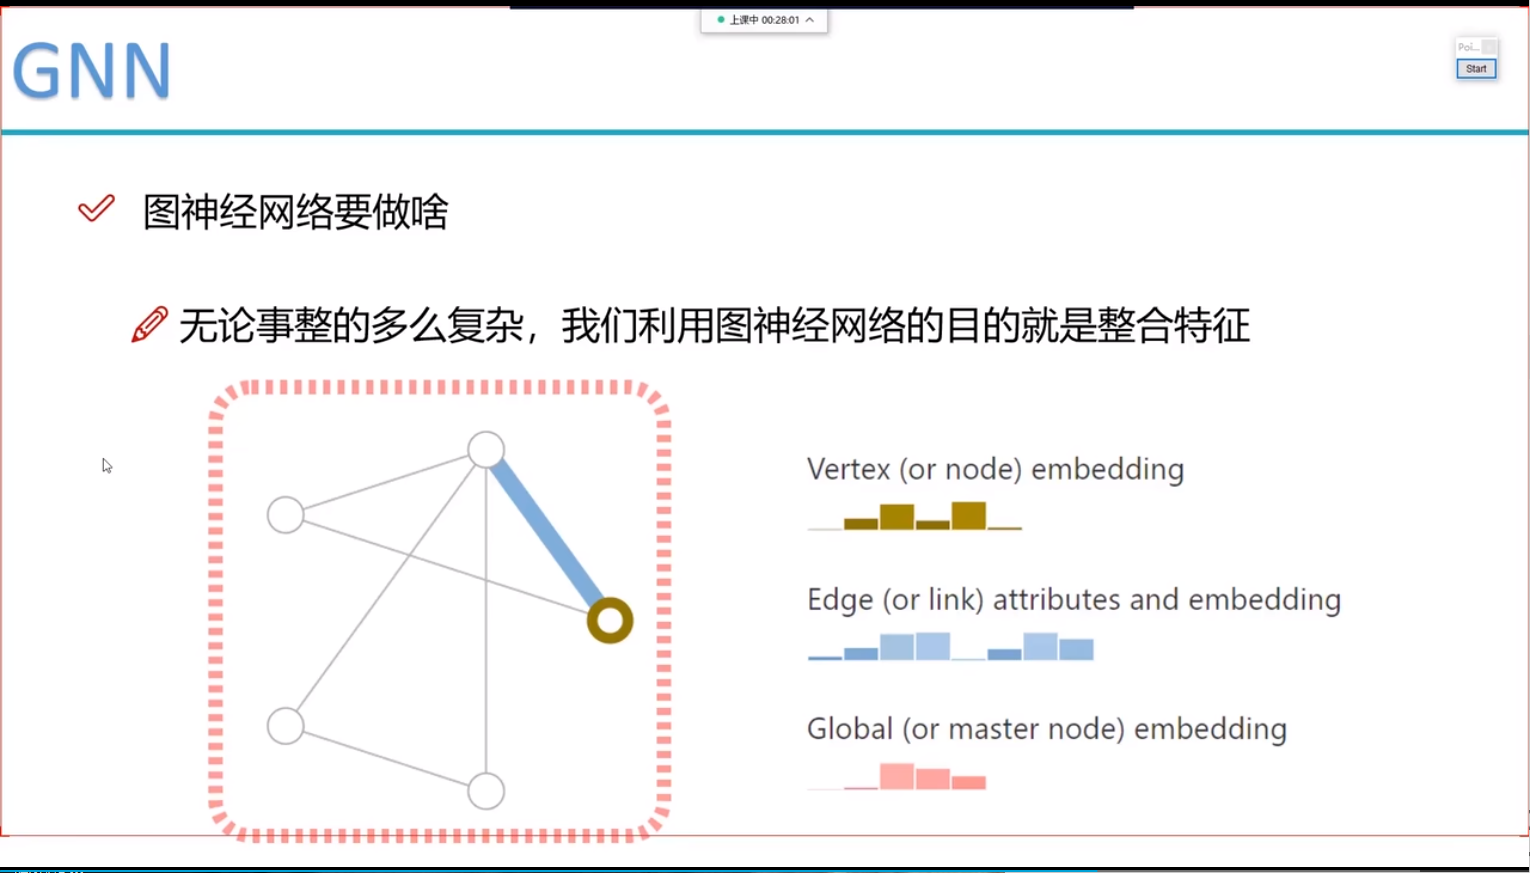 上课中 00:28:01
GNN
Poi...
Start
图神经网络要做啥
无论事整的多么复杂，我们利用图神经网络的目的就是整合特征
Vertex (or node) embedding
Edge (or link) attributes and embedding
Global (or master node) embedding